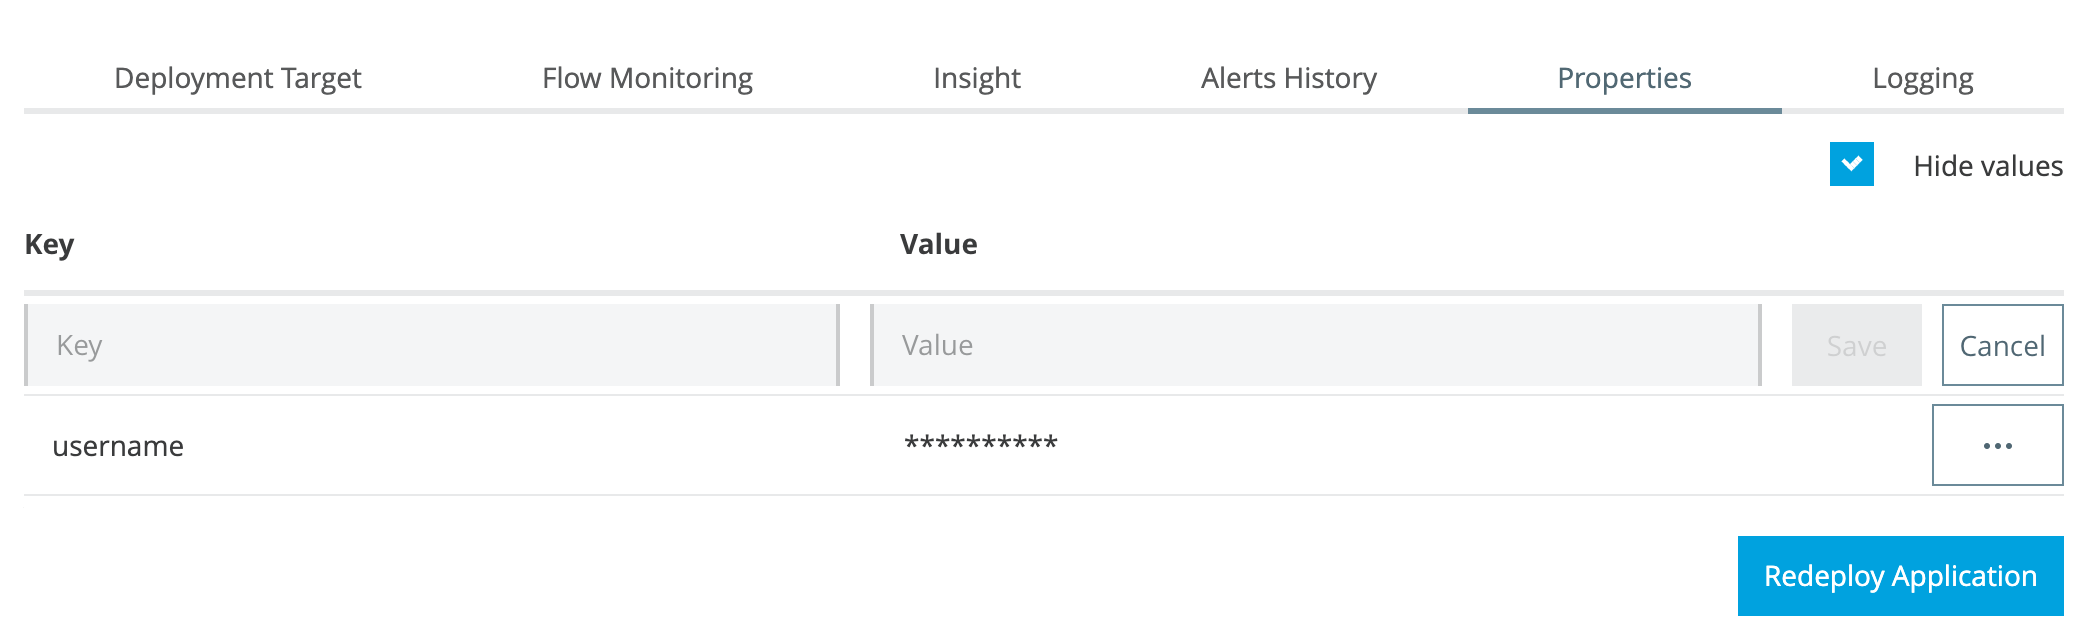 Deployment Target Flow Monitoring Insight Alerts History Properties Logging
Hide values
Key Value
Key Value Save Cancel
username ********** ...
Redeploy Application